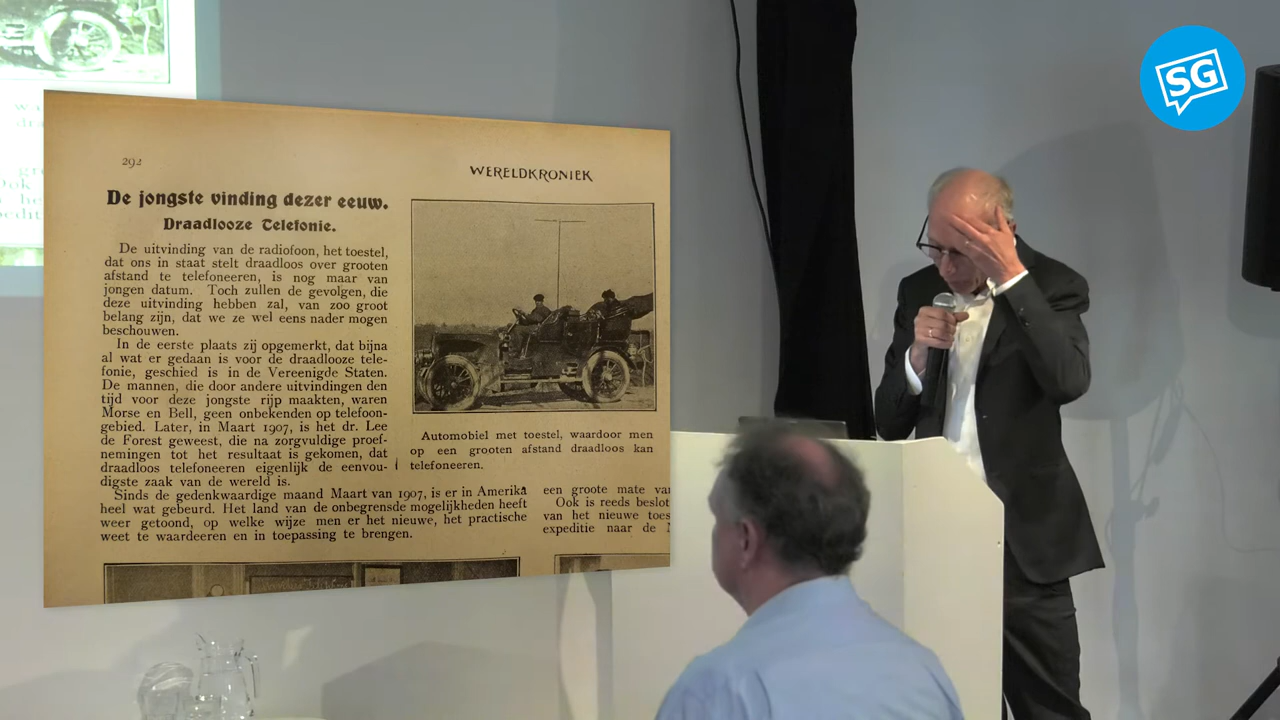 SG
292
WERELDKRONIEK
De jongste vinding dezer eeuw.
Draadlooze Telefonie.
De uitvinding van de radiofoon, het toestel,
dat ons in staat stelt draadloos over grooten
afstand te telefoneeren, is nog maar van
jongen datum. Toch zullen de gevolgen, die
deze uitvinding hebben zal, van zoo groot
belang zijn, dat we ze wel eens nader mogen
beschouwen.
In de eerste plaats zij opgemerkt, dat bijna
al wat er gedaan is voor de draadlooze tele-
fonie, geschied is in de Vereenigde Staten.
De mannen, die door andere uitvindingen den
tijd voor deze jongste rijp maakten, waren
Morse en Bell, geen onbekenden op telefoon-
gebied. Later, in Maart 1907, is het dr. Lee
de Forest geweest, die na zorgvuldige proef-
nemingen tot het resultaat is gekomen, dat
draadloos telefoneeren eigenlijk de eenvou-
digste zaak van de wereld is.
Sinds de gedenkwaardige maand Maart van 1907, is er in Amerika
heel wat gebeurd. Het land van de onbegrensde mogelijkheden heeft
weer getoond, op welke wijze men er het nieuwe, het practische
weet te waardeeren en in toepassing te brengen.
Automobiel met toestel, waardoor men
op een grooten afstand draadloos kan
telefoneeren.
een groote mate va
Ook is reeds beslot
van het nieuwe toes
expeditie naar de